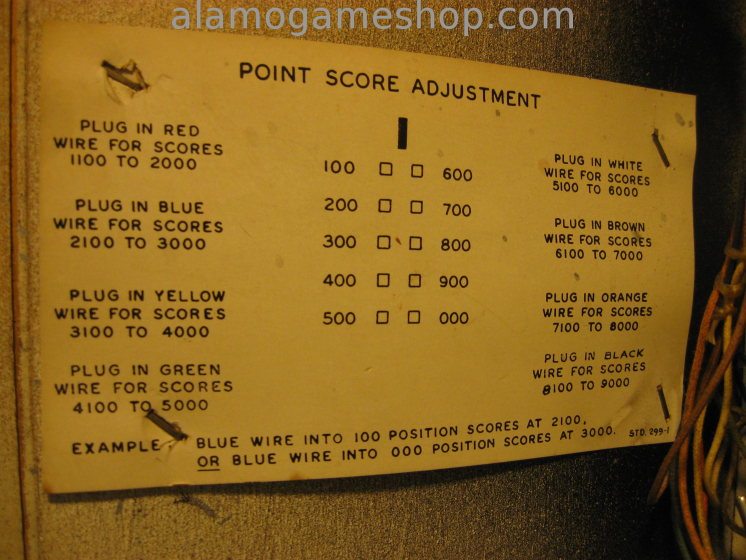 alamogameshop.com
POINT SCORE ADJUSTMENT
PLUG IN RED
WIRE FOR SCORES
1100 TO 2000
PLUG IN BLUE
WIRE FOR SCORES
2100 TO 3000
PLUG IN YELLOW
WIRE FOR SCORES
3100 TO 4000
PLUG IN GREEN
WIRE FOR SCORES
4100 TO 5000
100 600
200 700
300 800
400 900
500 000
PLUG IN WHITE
WIRE FOR SCORES
5100 TO 6000
PLUG IN BROWN
WIRE FOR SCORES
6100 TO 7000
PLUG IN ORANGE
WIRE FOR SCORES
7100 TO 8000
PLUG IN BLACK
WIRE FOR SCORES
8100 TO 9000
EXAMPLE BLUE WIRE INTO 100 POSITION SCORES AT 2100,
OR BLUE WIRE INTO 000 POSITION SCORES AT 3000. STD. 299-1